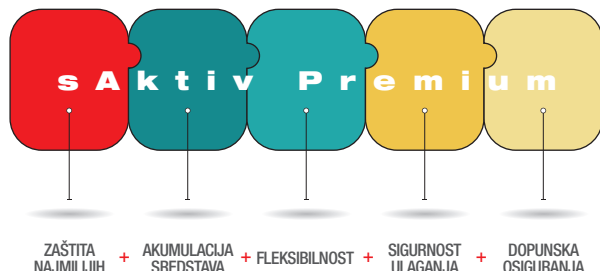 sAktiv Premium
ZAŠTITA NAJMILIJIH + AKUMULACIJA SREDSTAVA + FLEKSIBILNOST + SIGURNOST ULAGANJA + DOPUNSKA OSIGURANJA